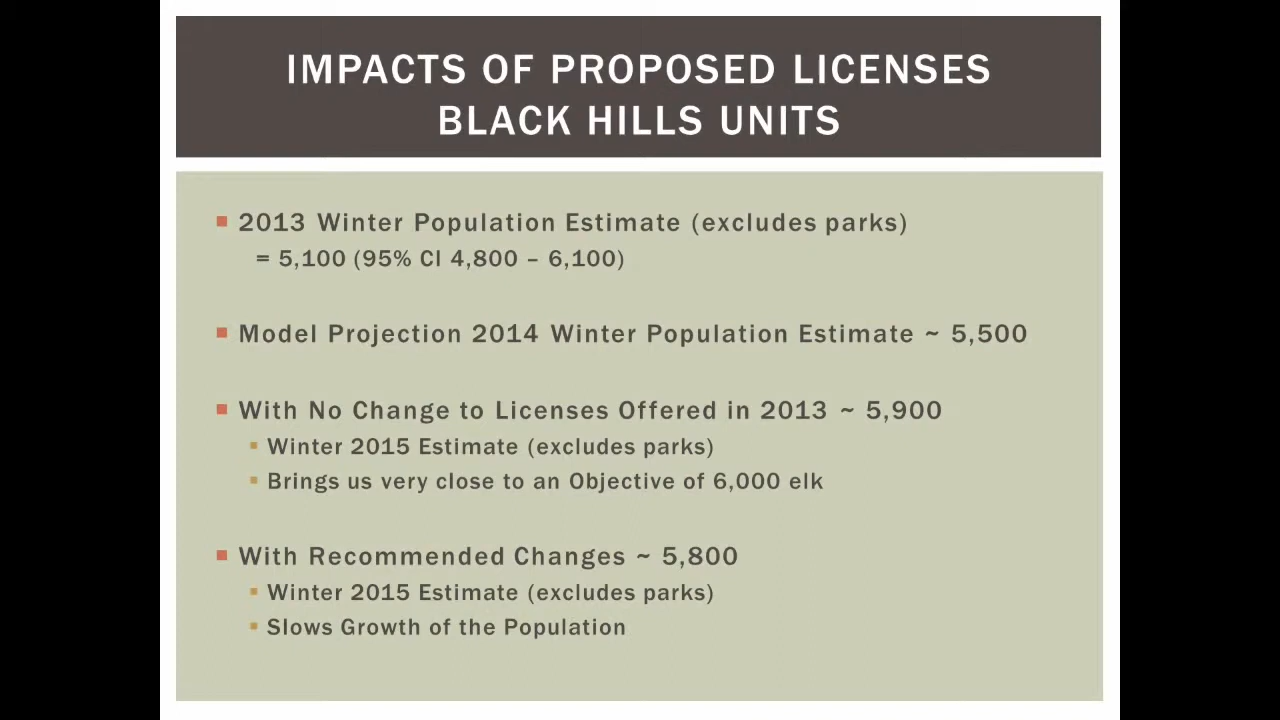 IMPACTS OF PROPOSED LICENSES
BLACK HILLS UNITS
2013 Winter Population Estimate (excludes parks)
= 5,100 (95% CI 4,800 – 6,100)
Model Projection 2014 Winter Population Estimate ~ 5,500
With No Change to Licenses Offered in 2013 ~ 5,900
Winter 2015 Estimate (excludes parks)
Brings us very close to an Objective of 6,000 elk
With Recommended Changes ~ 5,800
Winter 2015 Estimate (excludes parks)
Slows Growth of the Population